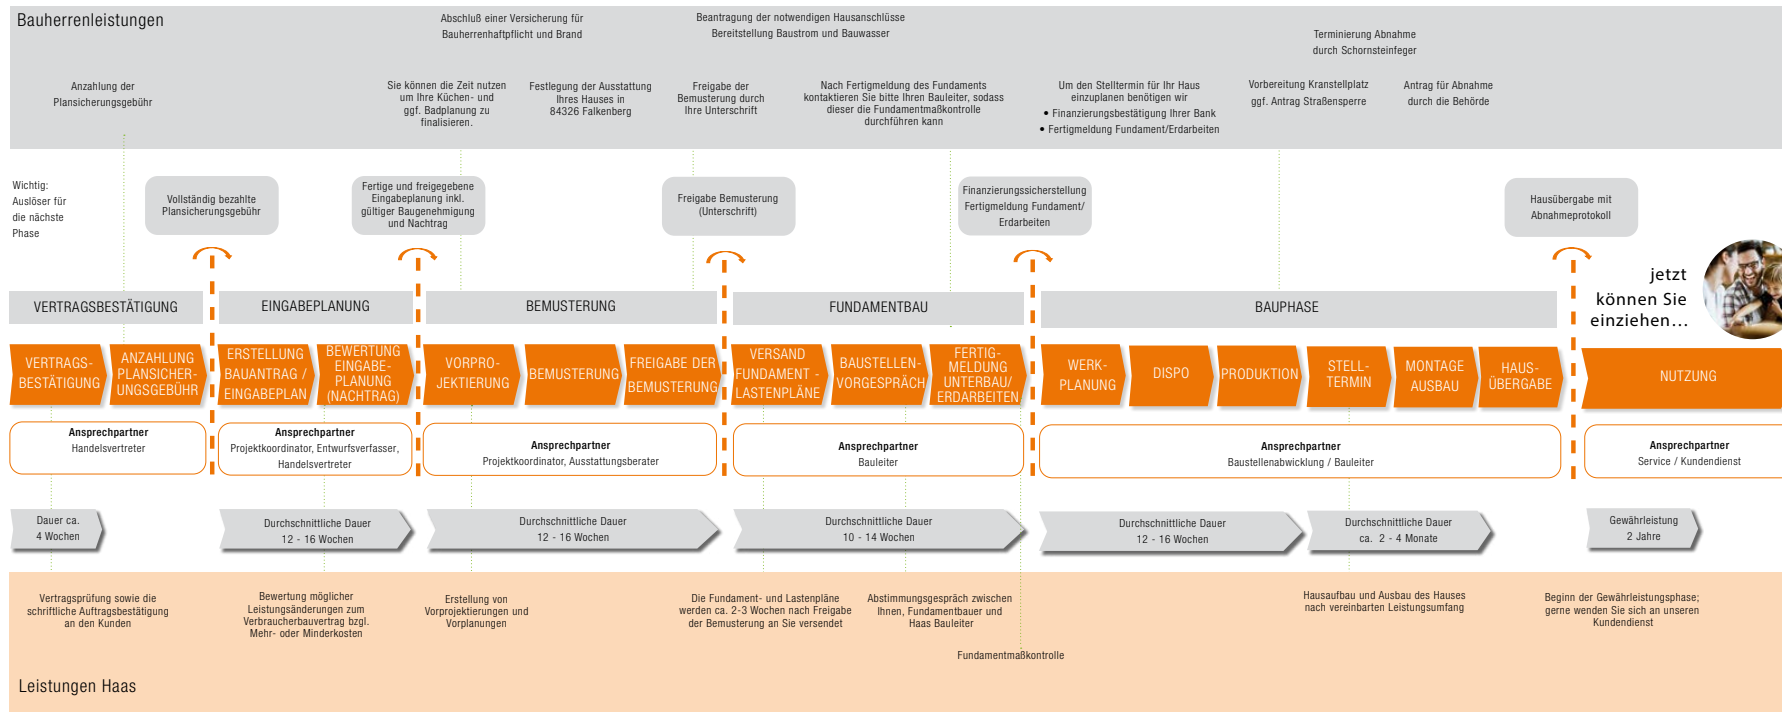 Bauherrenleistungen
Abschluß einer Versicherung für
Bauherrenhaftpflicht und Brand
Beantragung der notwendigen Hausanschlüsse
Bereitstellung Baustrom und Bauwasser
Terminierung Abnahme
durch Schornsteinfeger
Anzahlung der
Plansicherungsgebühr
Sie können die Zeit nutzen
um Ihre Küchen- und
ggf. Badplanung zu
finalisieren.
Festlegung der Ausstattung
Ihres Hauses in
84326 Falkenberg
Freigabe der
Bemusterung durch
Ihre Unterschrift
Nach Fertigmeldung des Fundaments
kontaktieren Sie bitte Ihren Bauleiter, sodass
dieser die Fundamentmaßkontrolle
durchführen kann
Um den Stelltermin für Ihr Haus
einzuplanen benötigen wir
• Finanzierungsbestätigung Ihrer Bank
• Fertigmeldung Fundament/Erdarbeiten
Vorbereitung Kranstellplatz
ggf. Antrag Straßensperre
Antrag für Abnahme
durch die Behörde
Wichtig:
Auslöser für
die nächste
Phase
Vollständig bezahlte
Plansicherungsgebühr
Fertige und freigegebene
Eingabeplanung inkl.
gültiger Baugenehmigung
und Nachtrag
Freigabe Bemusterung
(Unterschrift)
Finanzierungssicherstellung
Fertigmeldung Fundament/
Erdarbeiten
Hausübergabe mit
Abnahmeprotokoll
jetzt
können Sie
einziehen...
VERTRAGSBESTÄTIGUNG
EINGABEPLANUNG
BEMUSTERUNG
FUNDAMENTBAU
BAUPHASE
VERTRAGS-
BESTÄTIGUNG
ANZAHLUNG
PLANSICHER-
UNGSGEBÜHR
ERSTELLUNG
BAUANTRAG /
EINGABEPLAN
BEWERTUNG
EINGABE-
PLANUNG
(NACHTRAG)
VORPRO-
JEKTIERUNG
BEMUSTERUNG
FREIGABE DER
BEMUSTERUNG
VERSAND
FUNDAMENT -
LASTENPLÄNE
BAUSTELLEN-
VORGESPRÄCH
FERTIG-
MELDUNG
UNTERBAU/
ERDARBEITEN
WERK-
PLANUNG
DISPO
PRODUKTION
STELL-
TERMIN
MONTAGE
AUSBAU
HAUS-
ÜBERGABE
NUTZUNG
Ansprechpartner
Handelsvertreter
Ansprechpartner
Projektkoordinator, Entwurfsverfasser,
Handelsvertreter
Ansprechpartner
Projektkoordinator, Ausstattungsberater
Ansprechpartner
Bauleiter
Ansprechpartner
Baustellenabwicklung / Bauleiter
Ansprechpartner
Service / Kundendienst
Dauer ca.
4 Wochen
Durchschnittliche Dauer
12 - 16 Wochen
Durchschnittliche Dauer
12 - 16 Wochen
Durchschnittliche Dauer
10 - 14 Wochen
Durchschnittliche Dauer
12 - 16 Wochen
Durchschnittliche Dauer
ca. 2 - 4 Monate
Gewährleistung
2 Jahre
Vertragsprüfung sowie die
schriftliche Auftragsbestätigung
an den Kunden
Bewertung möglicher
Leistungsänderungen zum
Verbraucherbauvertrag bzgl.
Mehr- oder Minderkosten
Erstellung von
Vorprojektierungen und
Vorplanungen
Die Fundament- und Lastenpläne
werden ca. 2-3 Wochen nach Freigabe
der Bemusterung an Sie versendet
Abstimmungsgespräch zwischen
Ihnen, Fundamentbauer und
Haas Bauleiter
Fundamentmaßkontrolle
Hausaufbau und Ausbau des Hauses
nach vereinbarten Leistungsumfang
Beginn der Gewährleistungsphase;
gerne wenden Sie sich an unseren
Kundendienst
Leistungen Haas